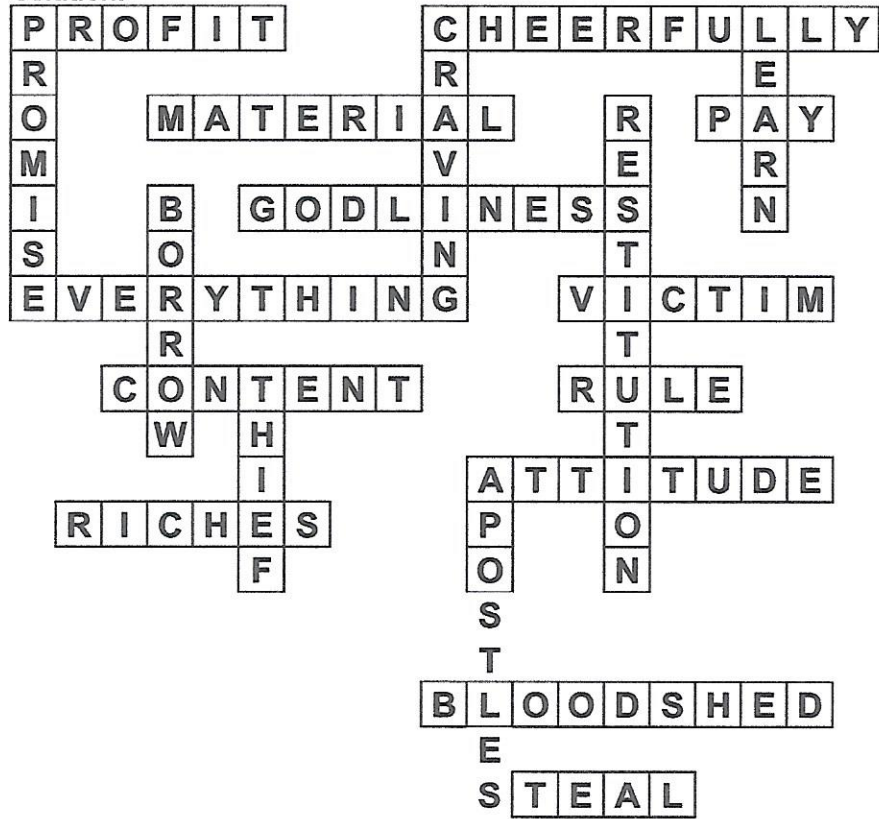 PROFIT
CHEERFULLY
PROMISE
CRAVING
LEARN
MATERIAL
RESTITUTION
PAY
BORROW
GODLINESS
EVERYTHING
VICTIM
CONTENT
THIEF
RULE
ATTITUDE
APOSTLES
RICHES
BLOODSHED
STEAL